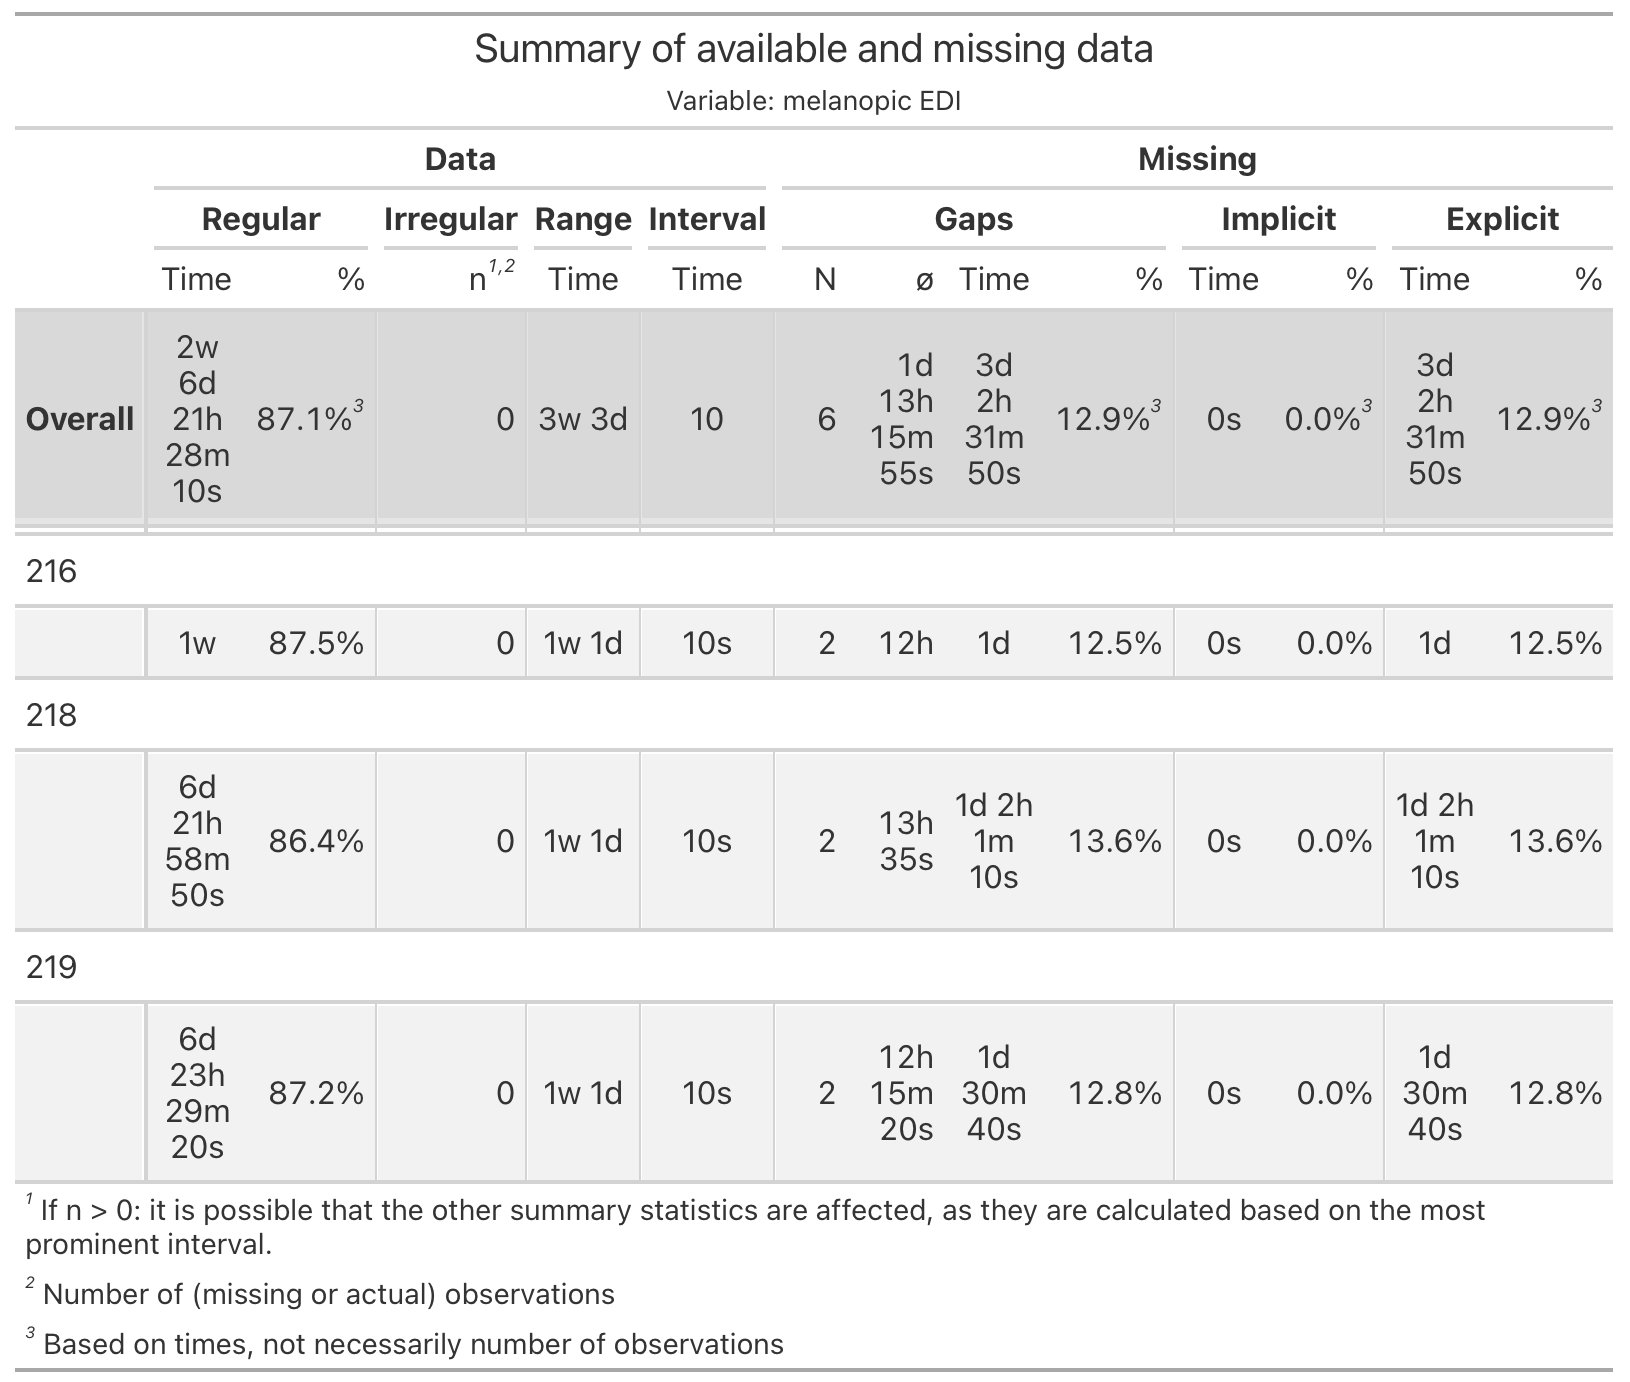 Summary of available and missing data
Variable: melanopic EDI
Data Missing
Regular Irregular Range Interval Gaps Implicit Explicit
Time % n1,2 Time Time N ø Time % Time % Time %
Overall 2w 6d 21h 28m 10s 87.1%3 0 3w 3d 10 6 1d 13h 15m 55s 3d 2h 31m 50s 12.9%3 0s 0.0%3 3d 2h 31m 50s 12.9%3
216
1w 87.5% 0 1w 1d 10s 2 12h 1d 12.5% 0s 0.0% 1d 12.5%
218
6d 21h 58m 50s 86.4% 0 1w 1d 10s 2 13h 35s 1d 2h 1m 10s 13.6% 0s 0.0% 1d 2h 1m 10s 13.6%
219
6d 23h 29m 20s 87.2% 0 1w 1d 10s 2 12h 15m 20s 1d 30m 40s 12.8% 0s 0.0% 1d 30m 40s 12.8%
1 If n > 0: it is possible that the other summary statistics are affected, as they are calculated based on the most
prominent interval.
2 Number of (missing or actual) observations
3 Based on times, not necessarily number of observations